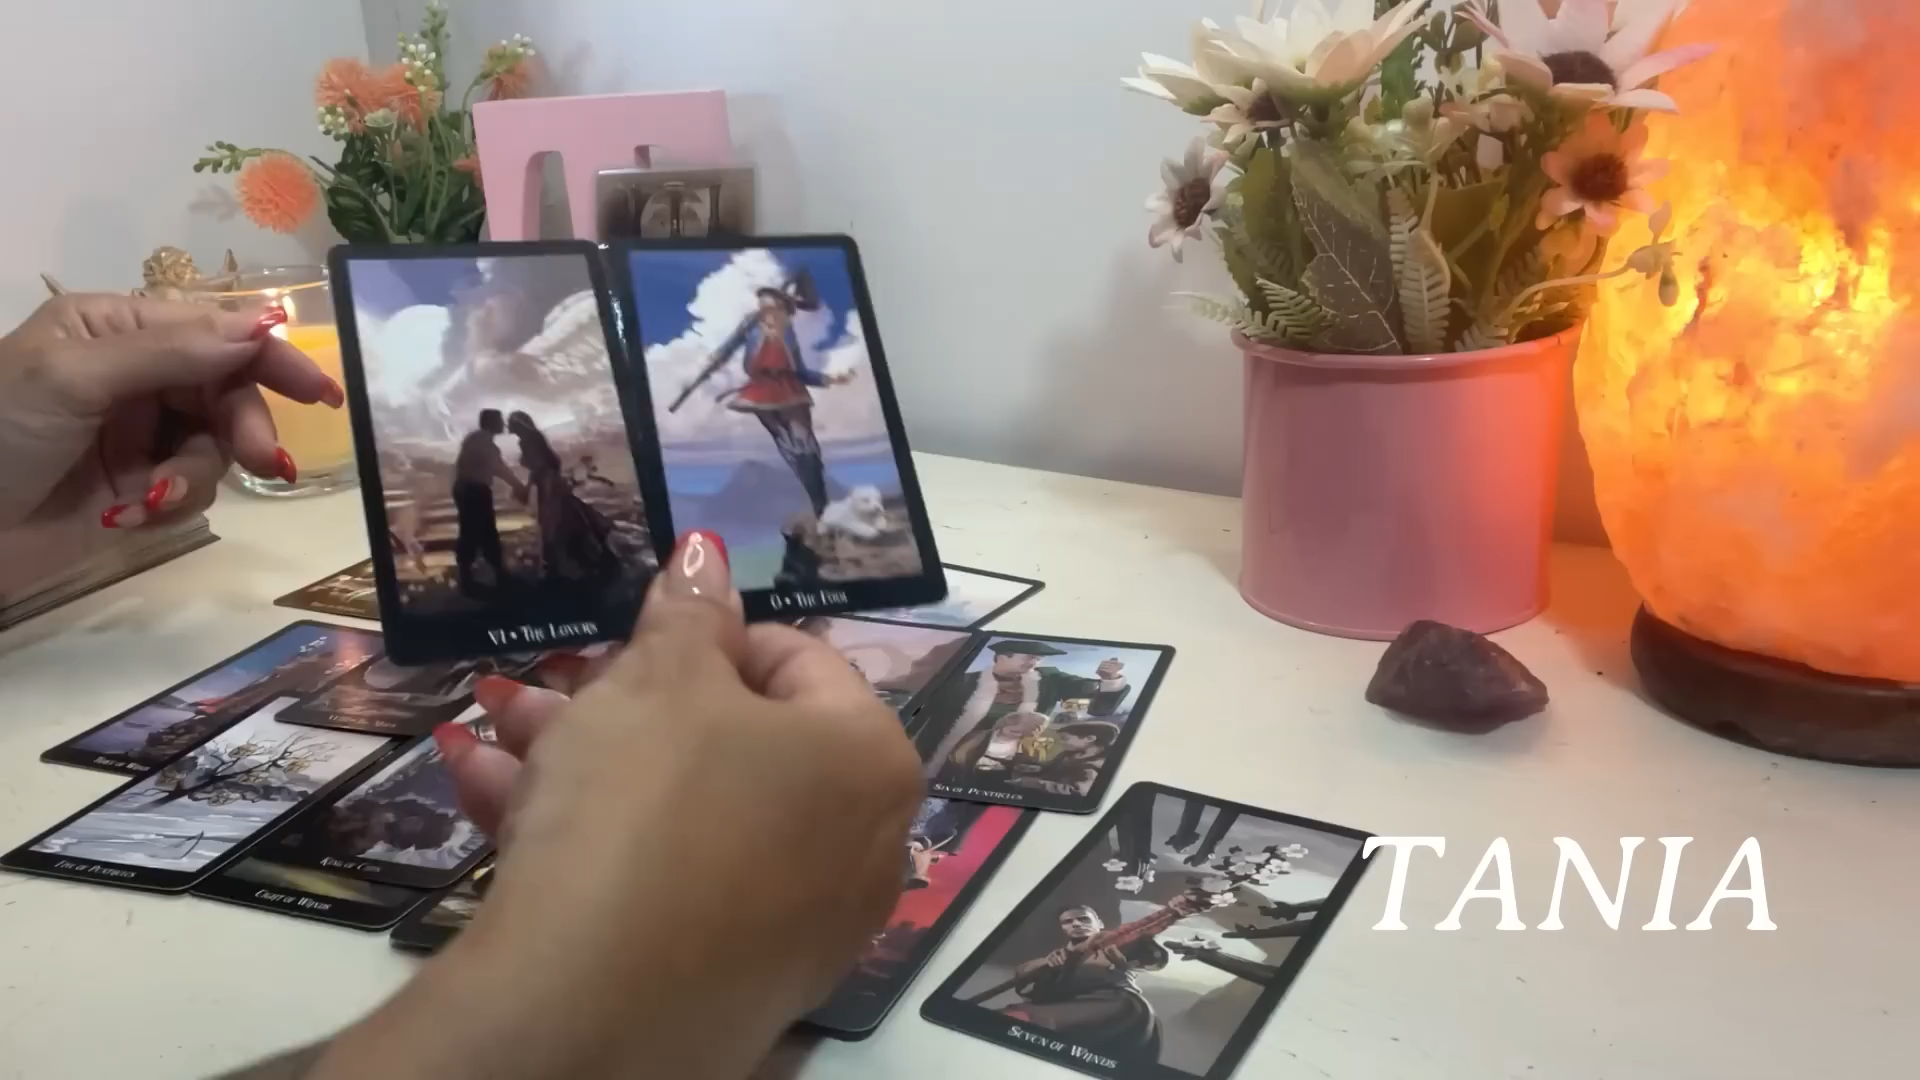 VI • THE LOVERS
0 • THE FOOL
SIX OF PENTACLES
FIVE OF PENTACLES
KING OF CUPS
EIGHT OF WANDS
SEVEN OF WANDS
TANIA